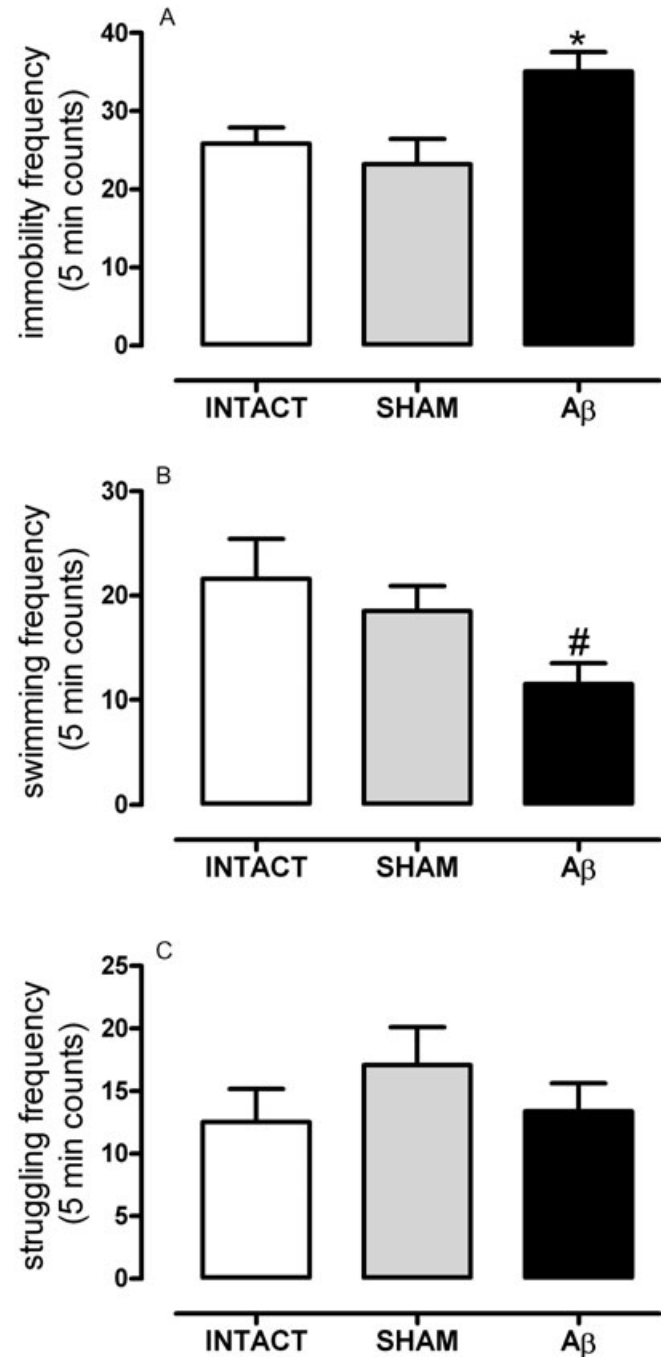 A
immobility frequency
(5 min counts)
40
30
20
10
0
*
INTACT SHAM Aβ
B
swimming frequency
(5 min counts)
30
20
10
0
#
INTACT SHAM Aβ
C
struggling frequency
(5 min counts)
25
20
15
10
5
0
INTACT SHAM Aβ